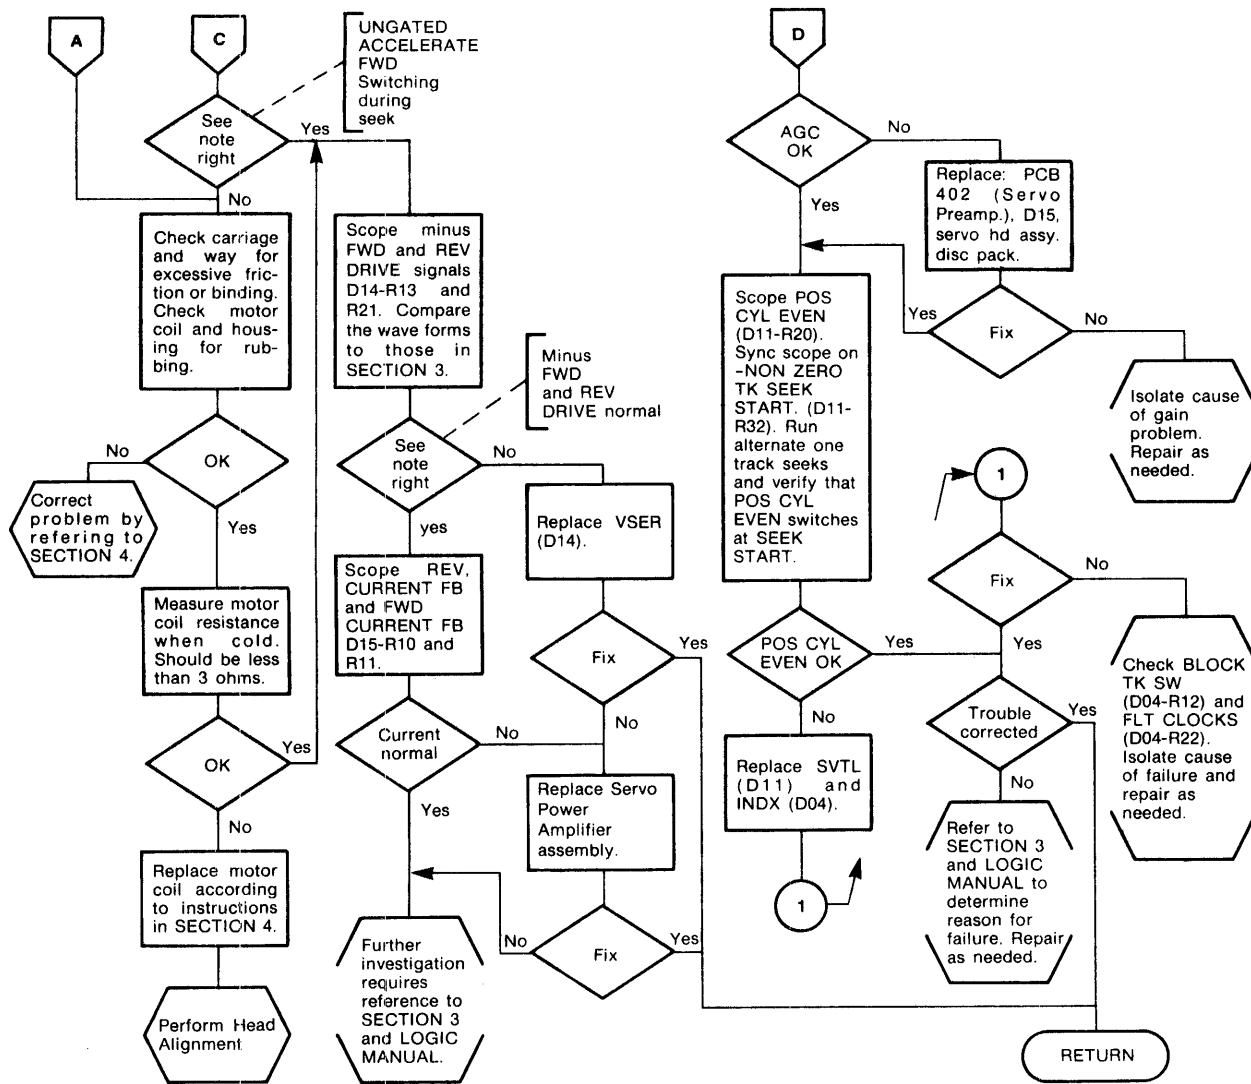 A
C
UNGATED
ACCELERATE
FWD
Switching
during
seek
See
note
right
Yes
No
Check carriage
and way for
excessive fric-
tion or binding.
Check motor
coil and hous-
ing for rub-
bing.
OK
No
Correct
problem by
refering to
SECTION 4.
Yes
Measure motor
coil resistance
when cold.
Should be less
than 3 ohms.
OK
Yes
No
Replace motor
coil according
to instructions
in SECTION 4.
Perform Head
Alignment
Scope minus
FWD and REV
DRIVE signals
D14-R13 and
R21. Compare
the wave forms
to those in
SECTION 3.
Minus
FWD
and REV
DRIVE normal
See
note
right
No
yes
Scope REV,
CURRENT FB
and FWD
CURRENT FB
D15-R10 and
R11.
Current
normal
No
Yes
Further
investigation
requires
reference to
SECTION 3
and LOGIC
MANUAL.
Replace VSER
(D14).
Fix
Yes
No
Replace Servo
Power
Amplifier
assembly.
Fix
No
Yes
D
AGC
OK
No
Yes
Replace: PCB
402 (Servo
Preamp.), D15,
servo hd assy.
disc pack.
Fix
Yes
No
Isolate cause
of gain
problem.
Repair as
needed.
Scope POS
CYL EVEN
(D11-R20).
Sync scope on
-NON ZERO
TK SEEK
START. (D11-
R32). Run
alternate one
track seeks
and verify that
POS CYL
EVEN switches
at SEEK
START.
POS CYL
EVEN OK
Yes
No
Replace SVTL
(D11) and
INDX (D04).
1
1
Fix
No
Yes
Check BLOCK
TK SW
(D04-R12) and
FLT CLOCKS
(D04-R22).
Isolate cause
of failure and
repair as
needed.
Trouble
corrected
Yes
No
Refer to
SECTION 3
and LOGIC
MANUAL to
determine
reason for
failure. Repair
as needed.
RETURN